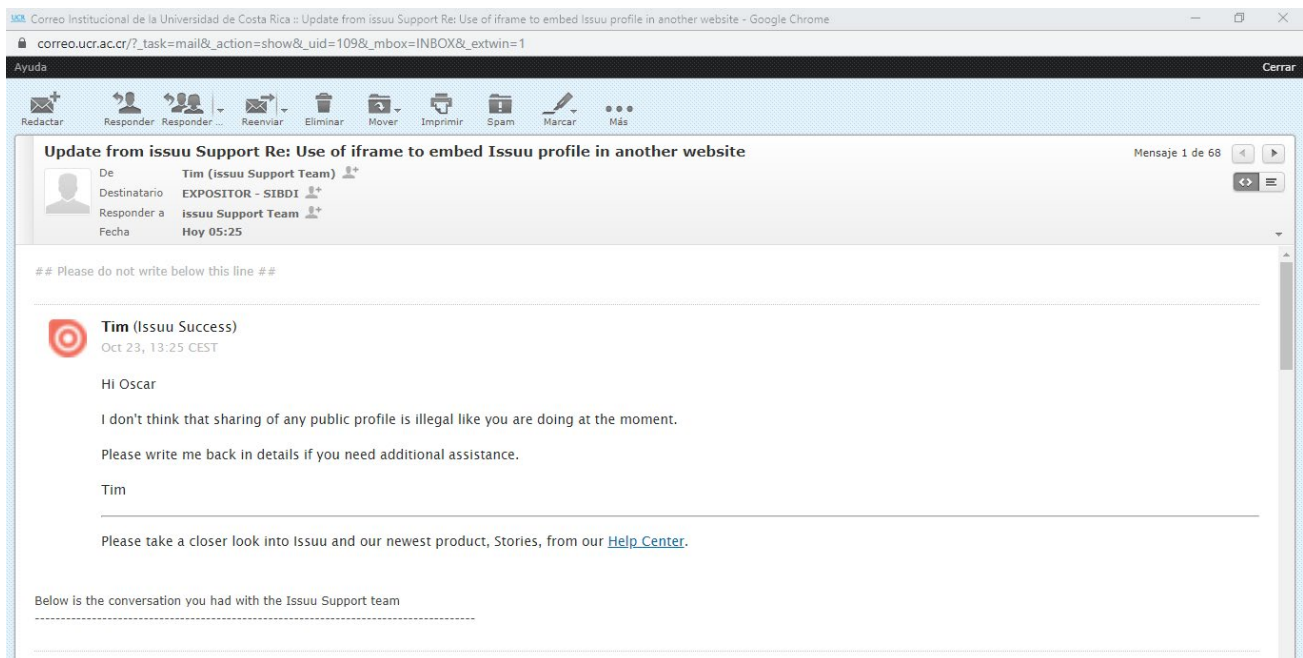 UCR Correo Institucional de la Universidad de Costa Rica :: Update from issuu Support Re: Use of iframe to embed Issuu profile in another website - Google Chrome
correo.ucr.ac.cr/?_task=mail&_action=show&_uid=109&_mbox=INBOX&_extwin=1
Ayuda Cerrar
Redactar Responder Responder ... Reenviar Eliminar Mover Imprimir Spam Marcar Más
Update from issuu Support Re: Use of iframe to embed Issuu profile in another website Mensaje 1 de 68
De Tim (issuu Support Team)
Destinatario EXPOSITOR - SIBDI
Responder a issuu Support Team
Fecha Hoy 05:25
## Please do not write below this line ##
Tim (Issuu Success)
Oct 23, 13:25 CEST
Hi Oscar
I don't think that sharing of any public profile is illegal like you are doing at the moment.
Please write me back in details if you need additional assistance.
Tim
Please take a closer look into Issuu and our newest product, Stories, from our Help Center.
Below is the conversation you had with the Issuu Support team
--------------------------------------------------------------------------------------